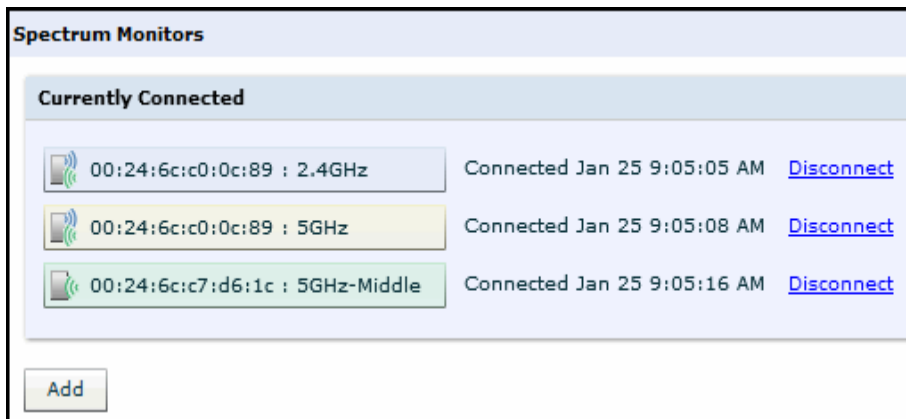 Spectrum Monitors
Currently Connected
00:24:6c:c0:0c:89 : 2.4GHz Connected Jan 25 9:05:05 AM Disconnect
00:24:6c:c0:0c:89 : 5GHz Connected Jan 25 9:05:08 AM Disconnect
00:24:6c:c7:d6:1c : 5GHz-Middle Connected Jan 25 9:05:16 AM Disconnect
Add